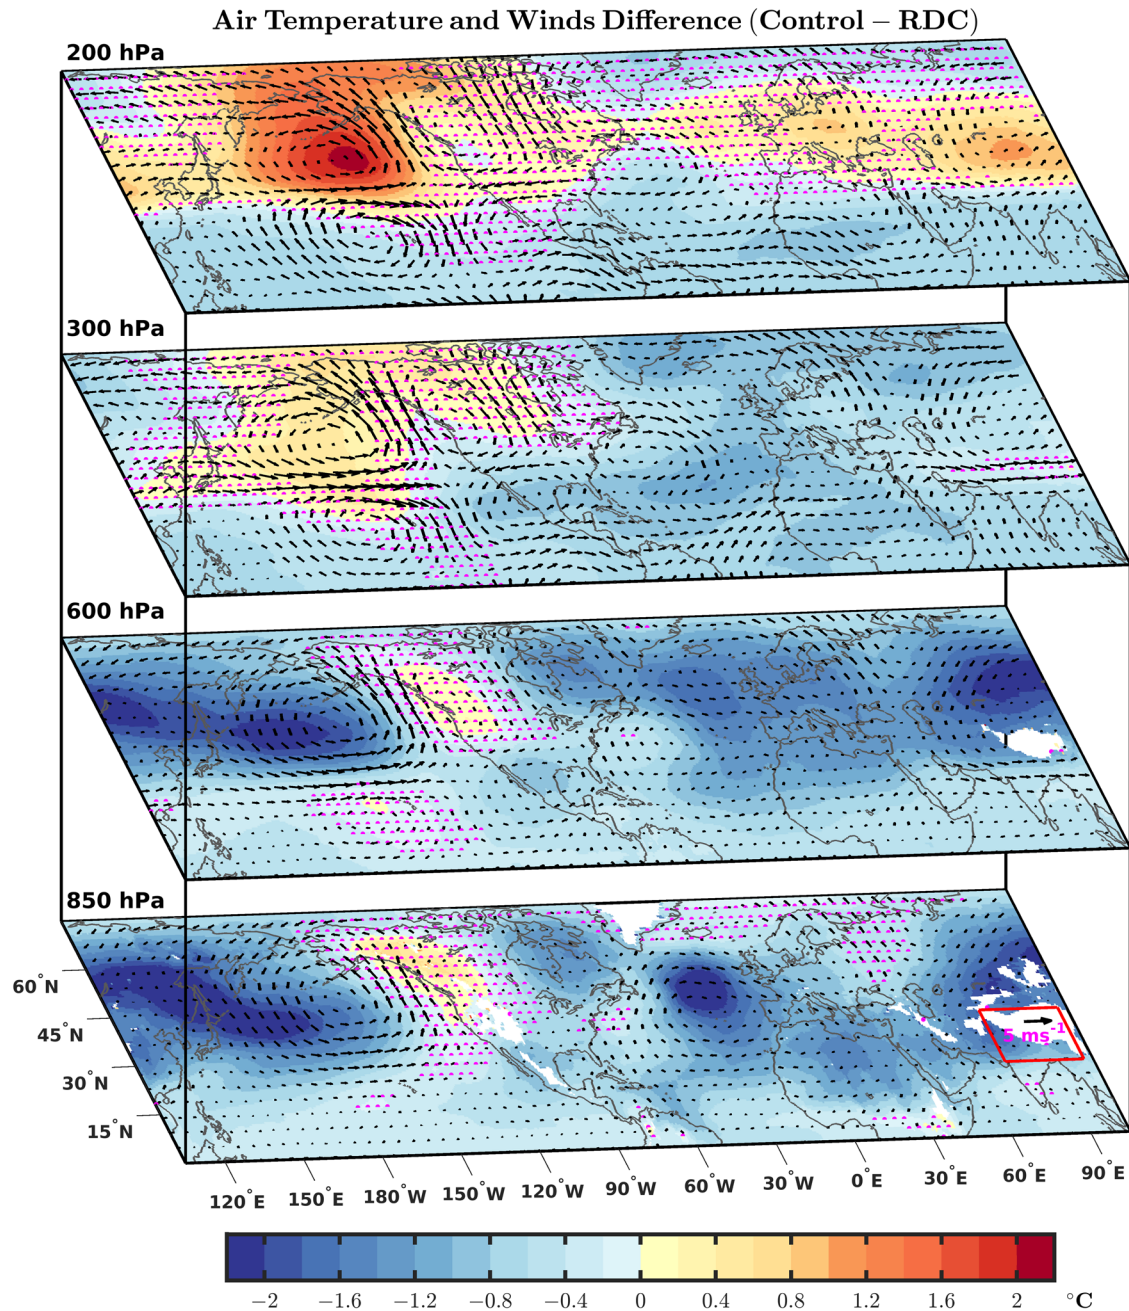 Air Temperature and Winds Difference (Control – RDC)
200 hPa
300 hPa
600 hPa
850 hPa
60°N
45°N
30°N
15°N
5 ms⁻¹
120°E 150°E 180°W 150°W 120°W 90°W 60°W 30°W 0°E 30°E 60°E 90°E
−2 −1.6 −1.2 −0.8 −0.4 0 0.4 0.8 1.2 1.6 2 °C